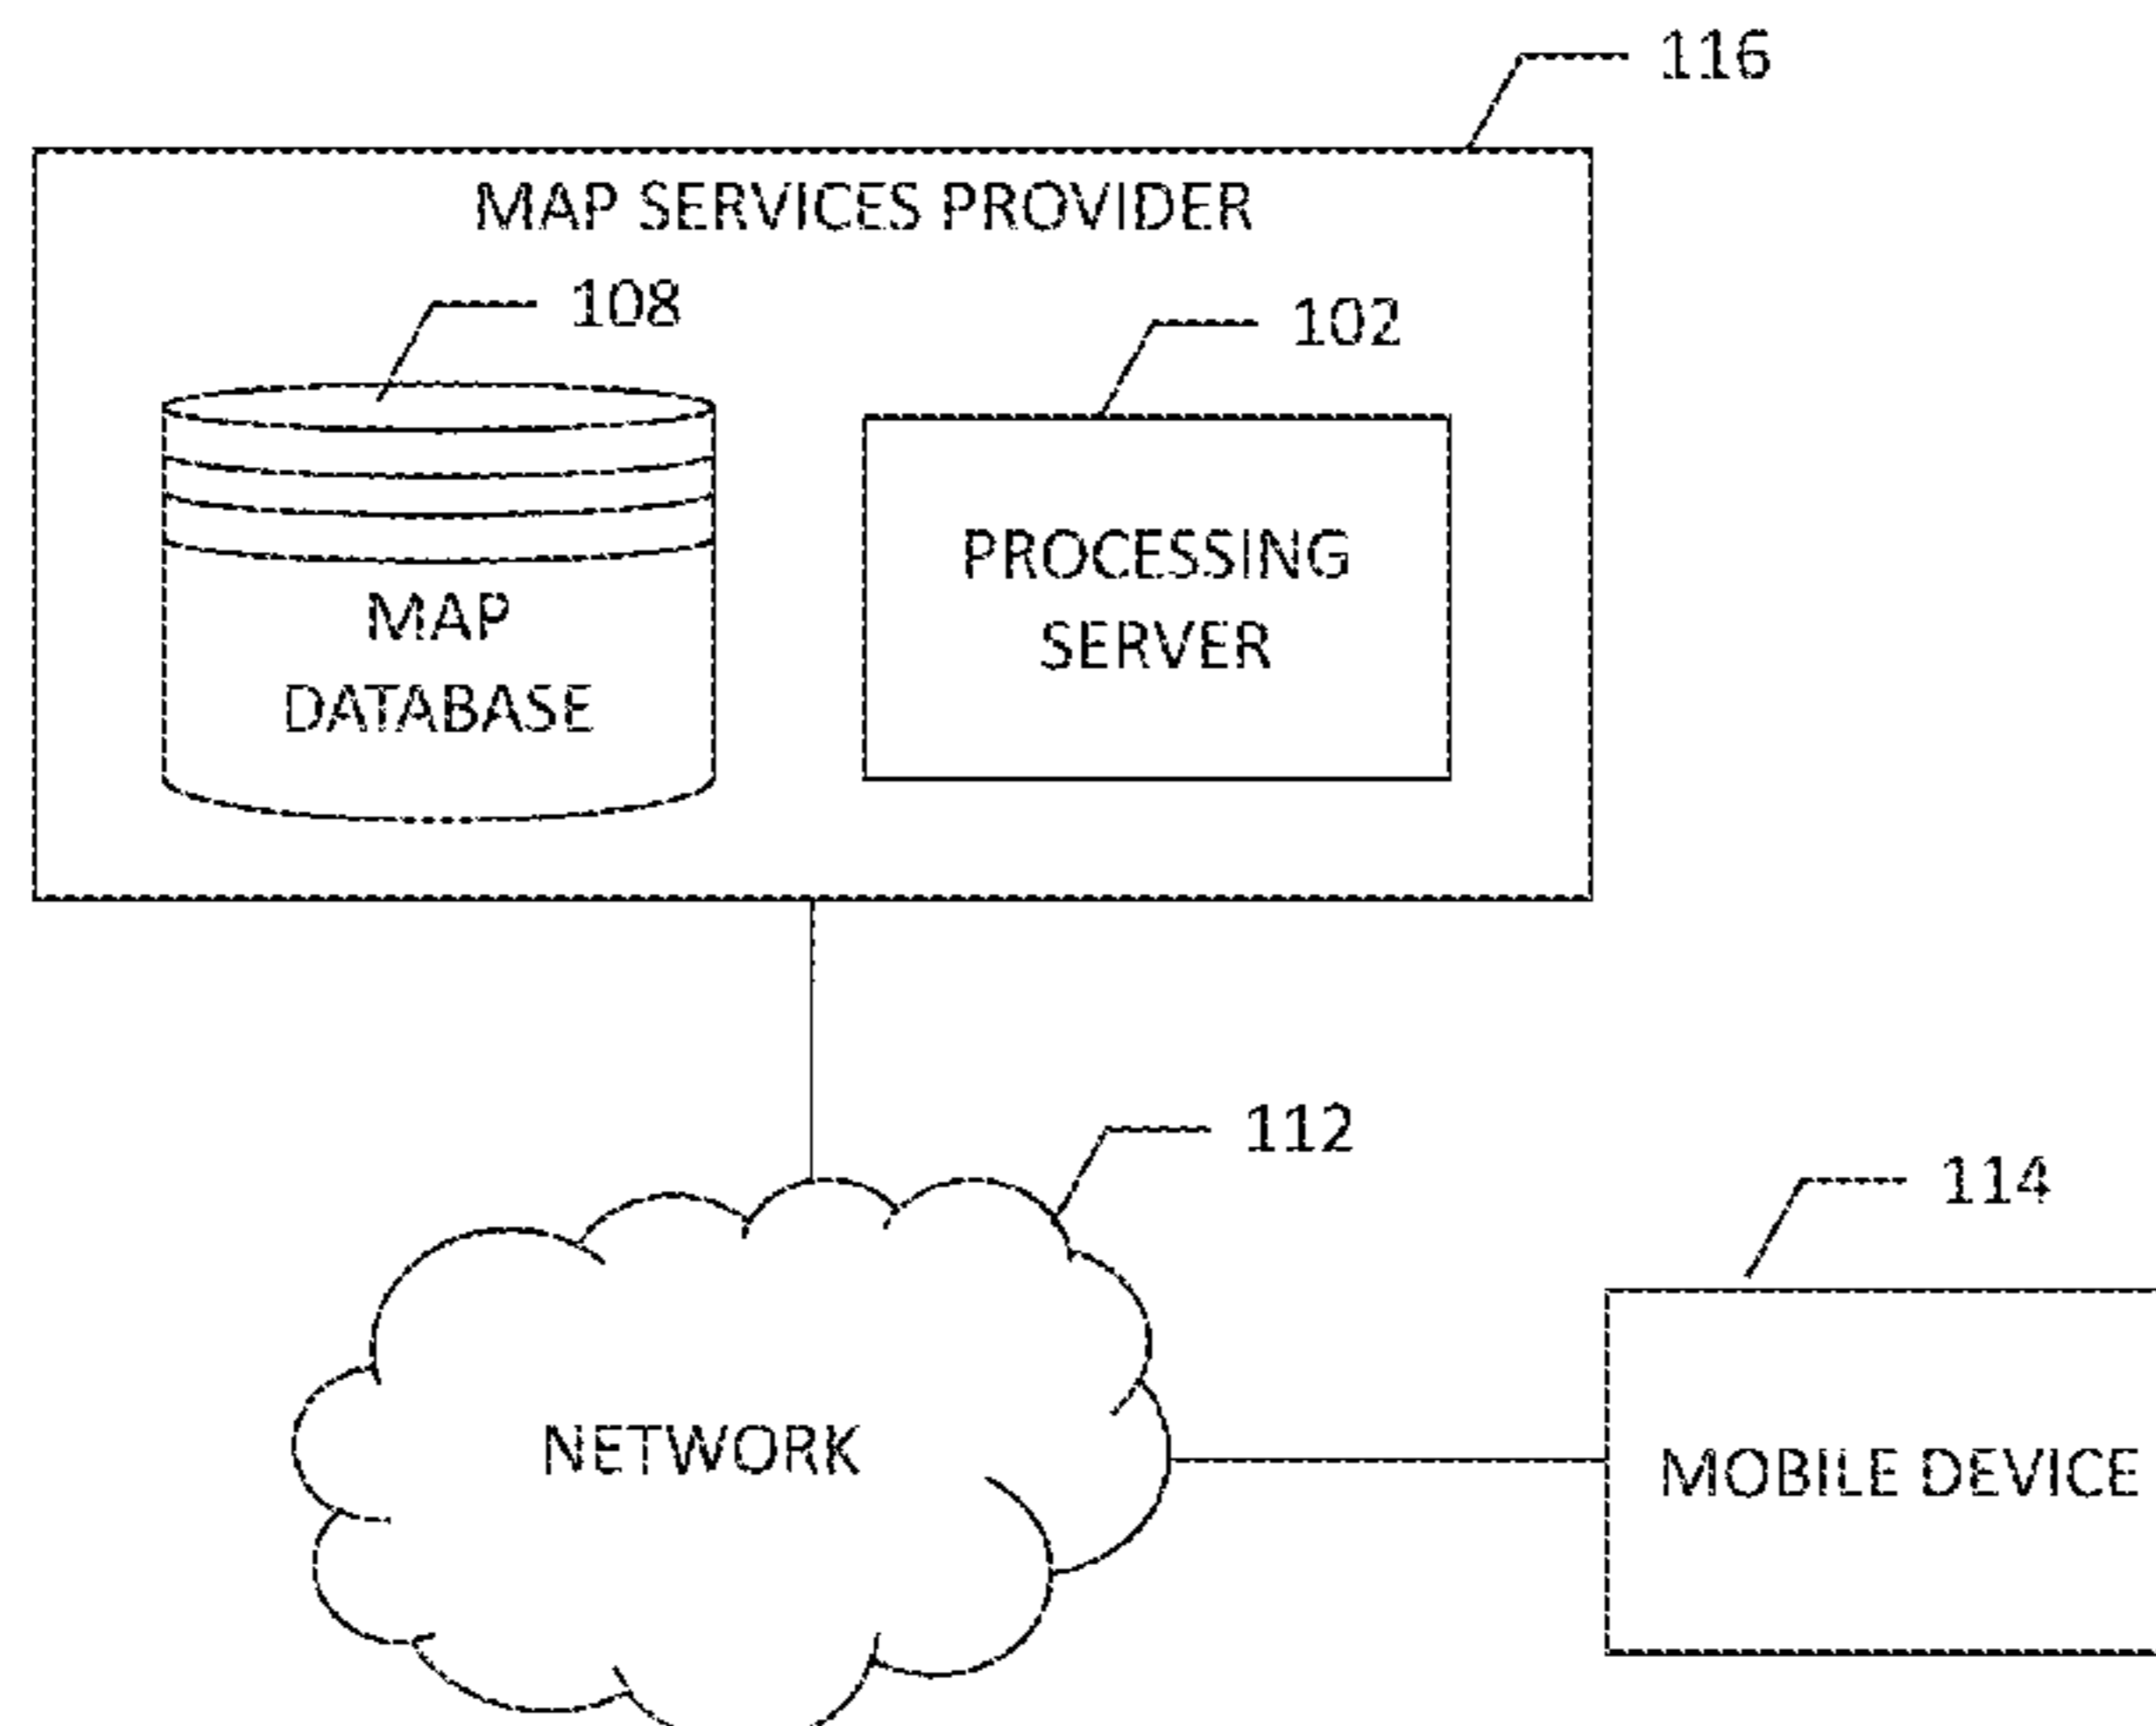 116
MAP SERVICES PROVIDER
108
102
MAP
DATABASE
PROCESSING
SERVER
112
114
NETWORK
MOBILE DEVICE